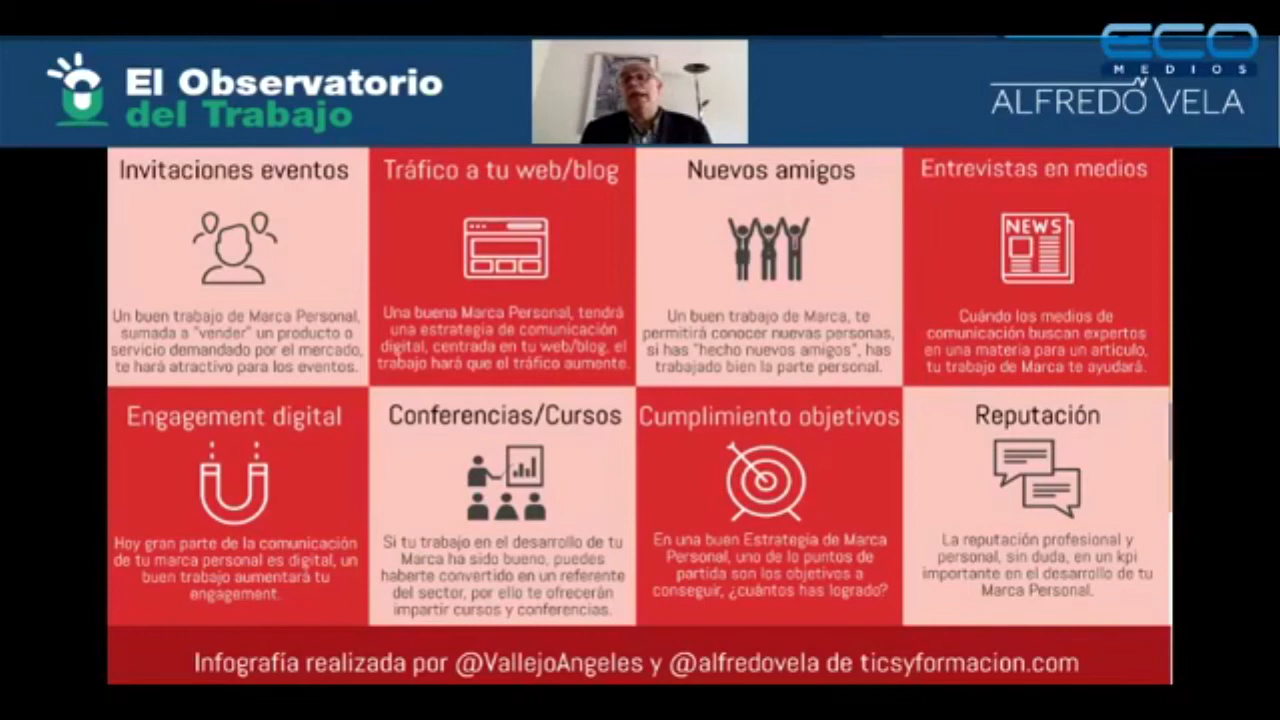 El Observatorio
del Trabajo
ECO
MEDIOS
ALFREDO VELA
Invitaciones eventos
Un buen trabajo de Marca Personal,
sumada a "vender" un producto o
servicio demandado por el mercado,
te hará atractivo para los eventos.
Tráfico a tu web/blog
Una buena Marca Personal, tendrá
una estrategia de comunicación
digital, centrada en tu web/blog, el
trabajo hará que el tráfico aumente.
Nuevos amigos
Un buen trabajo de Marca, te
permitirá conocer nuevas personas,
si has "hecho nuevos amigos", has
trabajado bien la parte personal.
Entrevistas en medios
NEWS
Cuándo los medios de
comunicación buscan expertos
en una materia para un artículo,
tu trabajo de Marca te ayudará.
Engagement digital
Hoy gran parte de la comunicación
de tu marca personal es digital, un
buen trabajo aumentará tu
engagement.
Conferencias/Cursos
Si tu trabajo en el desarrollo de tu
Marca ha sido bueno, puedes
haberte convertido en un referente
del sector, por ello te ofrecerán
impartir cursos y conferencias.
Cumplimiento objetivos
En una buen Estrategia de Marca
Personal, uno de lo puntos de
partida son los objetivos a
conseguir, ¿cuántos has logrado?
Reputación
La reputación profesional y
personal, sin duda, en un kpi
importante en el desarrollo de tu
Marca Personal.
Infografía realizada por @VallejoAngeles y @alfredovela de ticsyformacion.com